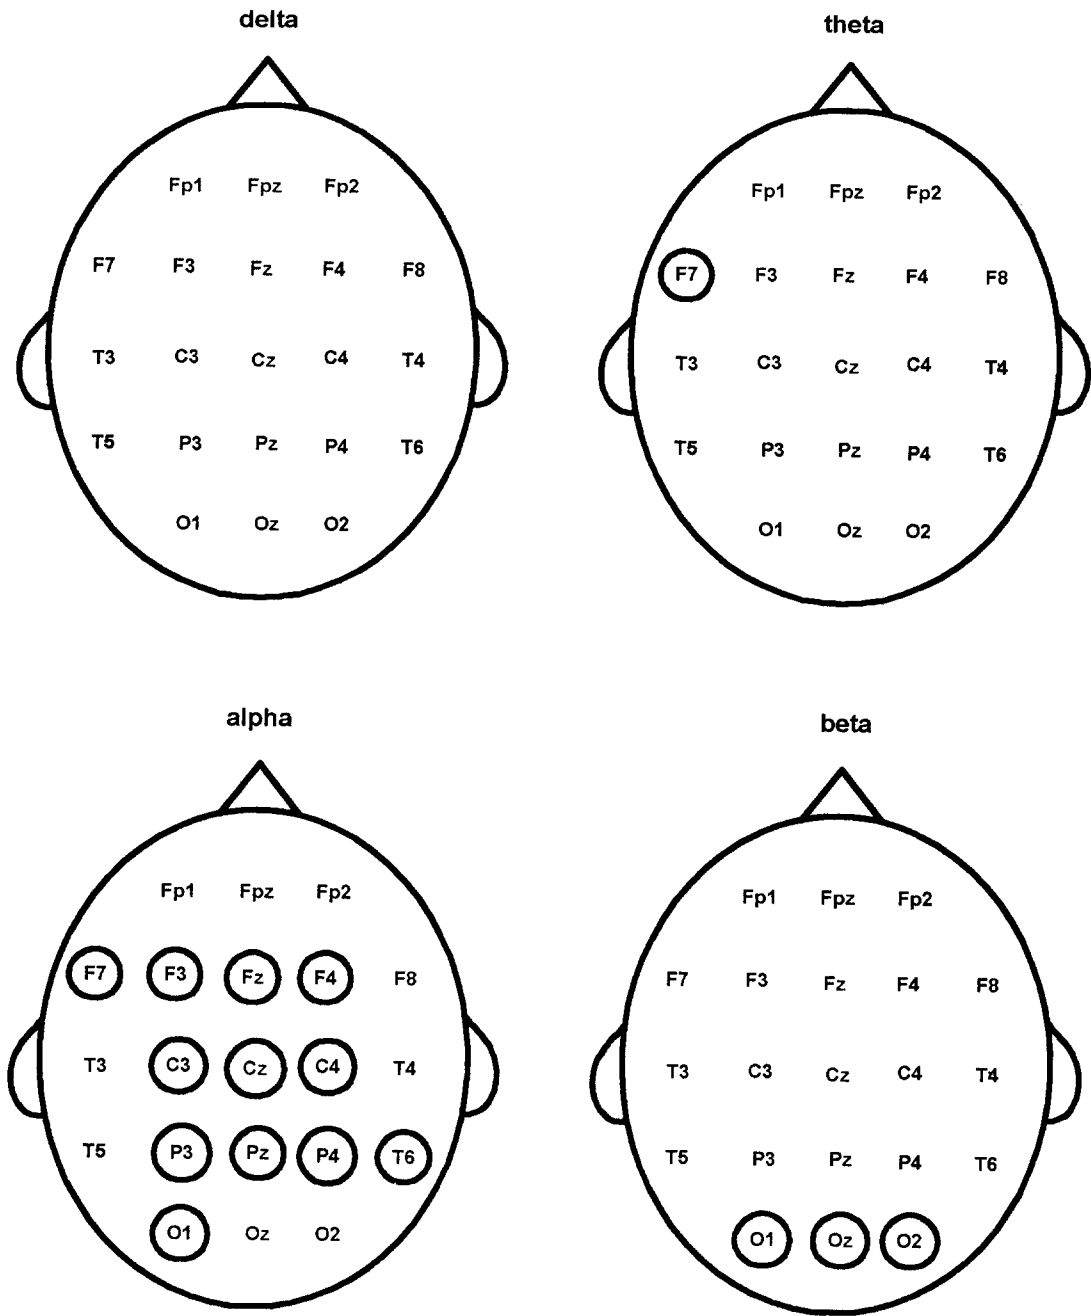 delta
Fp1 Fpz Fp2
F7 F3 Fz F4 F8
T3 C3 Cz C4 T4
T5 P3 Pz P4 T6
O1 Oz O2
theta
Fp1 Fpz Fp2
F7 F3 Fz F4 F8
T3 C3 Cz C4 T4
T5 P3 Pz P4 T6
O1 Oz O2
alpha
Fp1 Fpz Fp2
F7 F3 Fz F4 F8
T3 C3 Cz C4 T4
T5 P3 Pz P4 T6
O1 Oz O2
beta
Fp1 Fpz Fp2
F7 F3 Fz F4 F8
T3 C3 Cz C4 T4
T5 P3 Pz P4 T6
O1 Oz O2